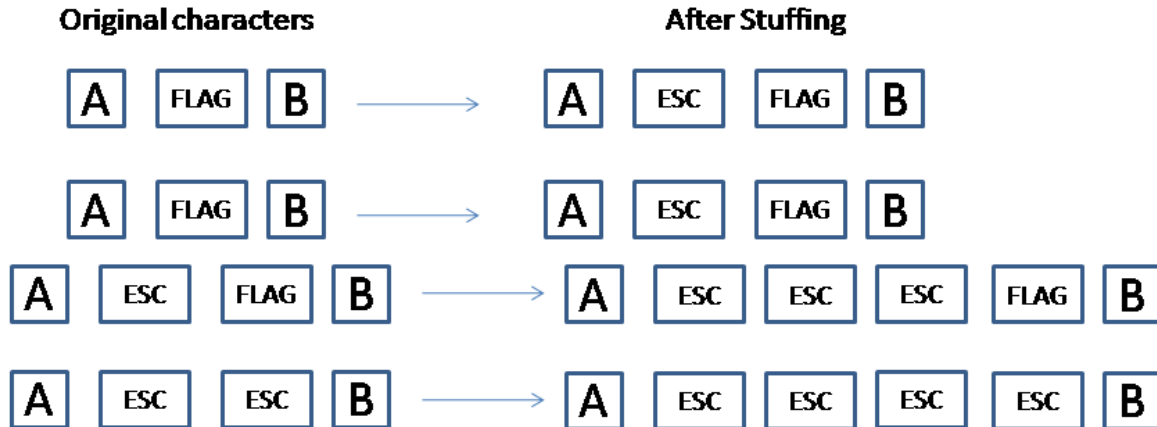 Original characters After Stuffing
A FLAG B A ESC FLAG B
A FLAG B A ESC FLAG B
A ESC FLAG B A ESC ESC ESC FLAG B
A ESC ESC B A ESC ESC ESC ESC B